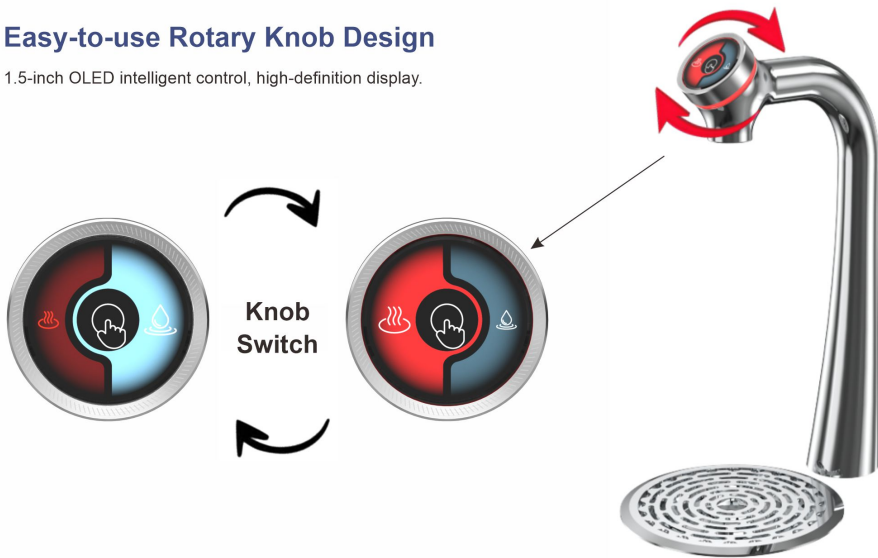 Easy-to-use Rotary Knob Design
1.5-inch OLED intelligent control, high-definition display.
Knob
Switch